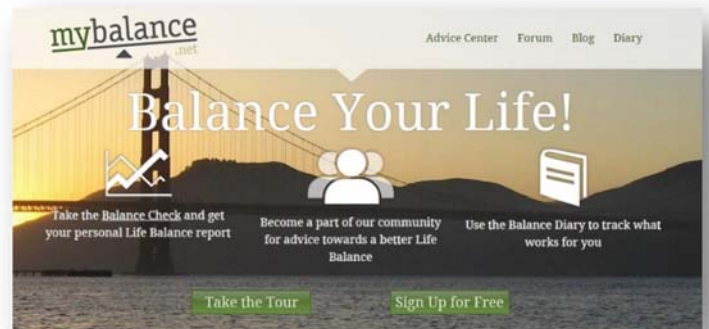 mybalance
.net
Advice Center Forum Blog Diary
Balance Your Life!
Take the Balance Check and get
your personal Life Balance report
Become a part of our community
for advice towards a better Life
Balance
Use the Balance Diary to track what
works for you
Take the Tour
Sign Up for Free